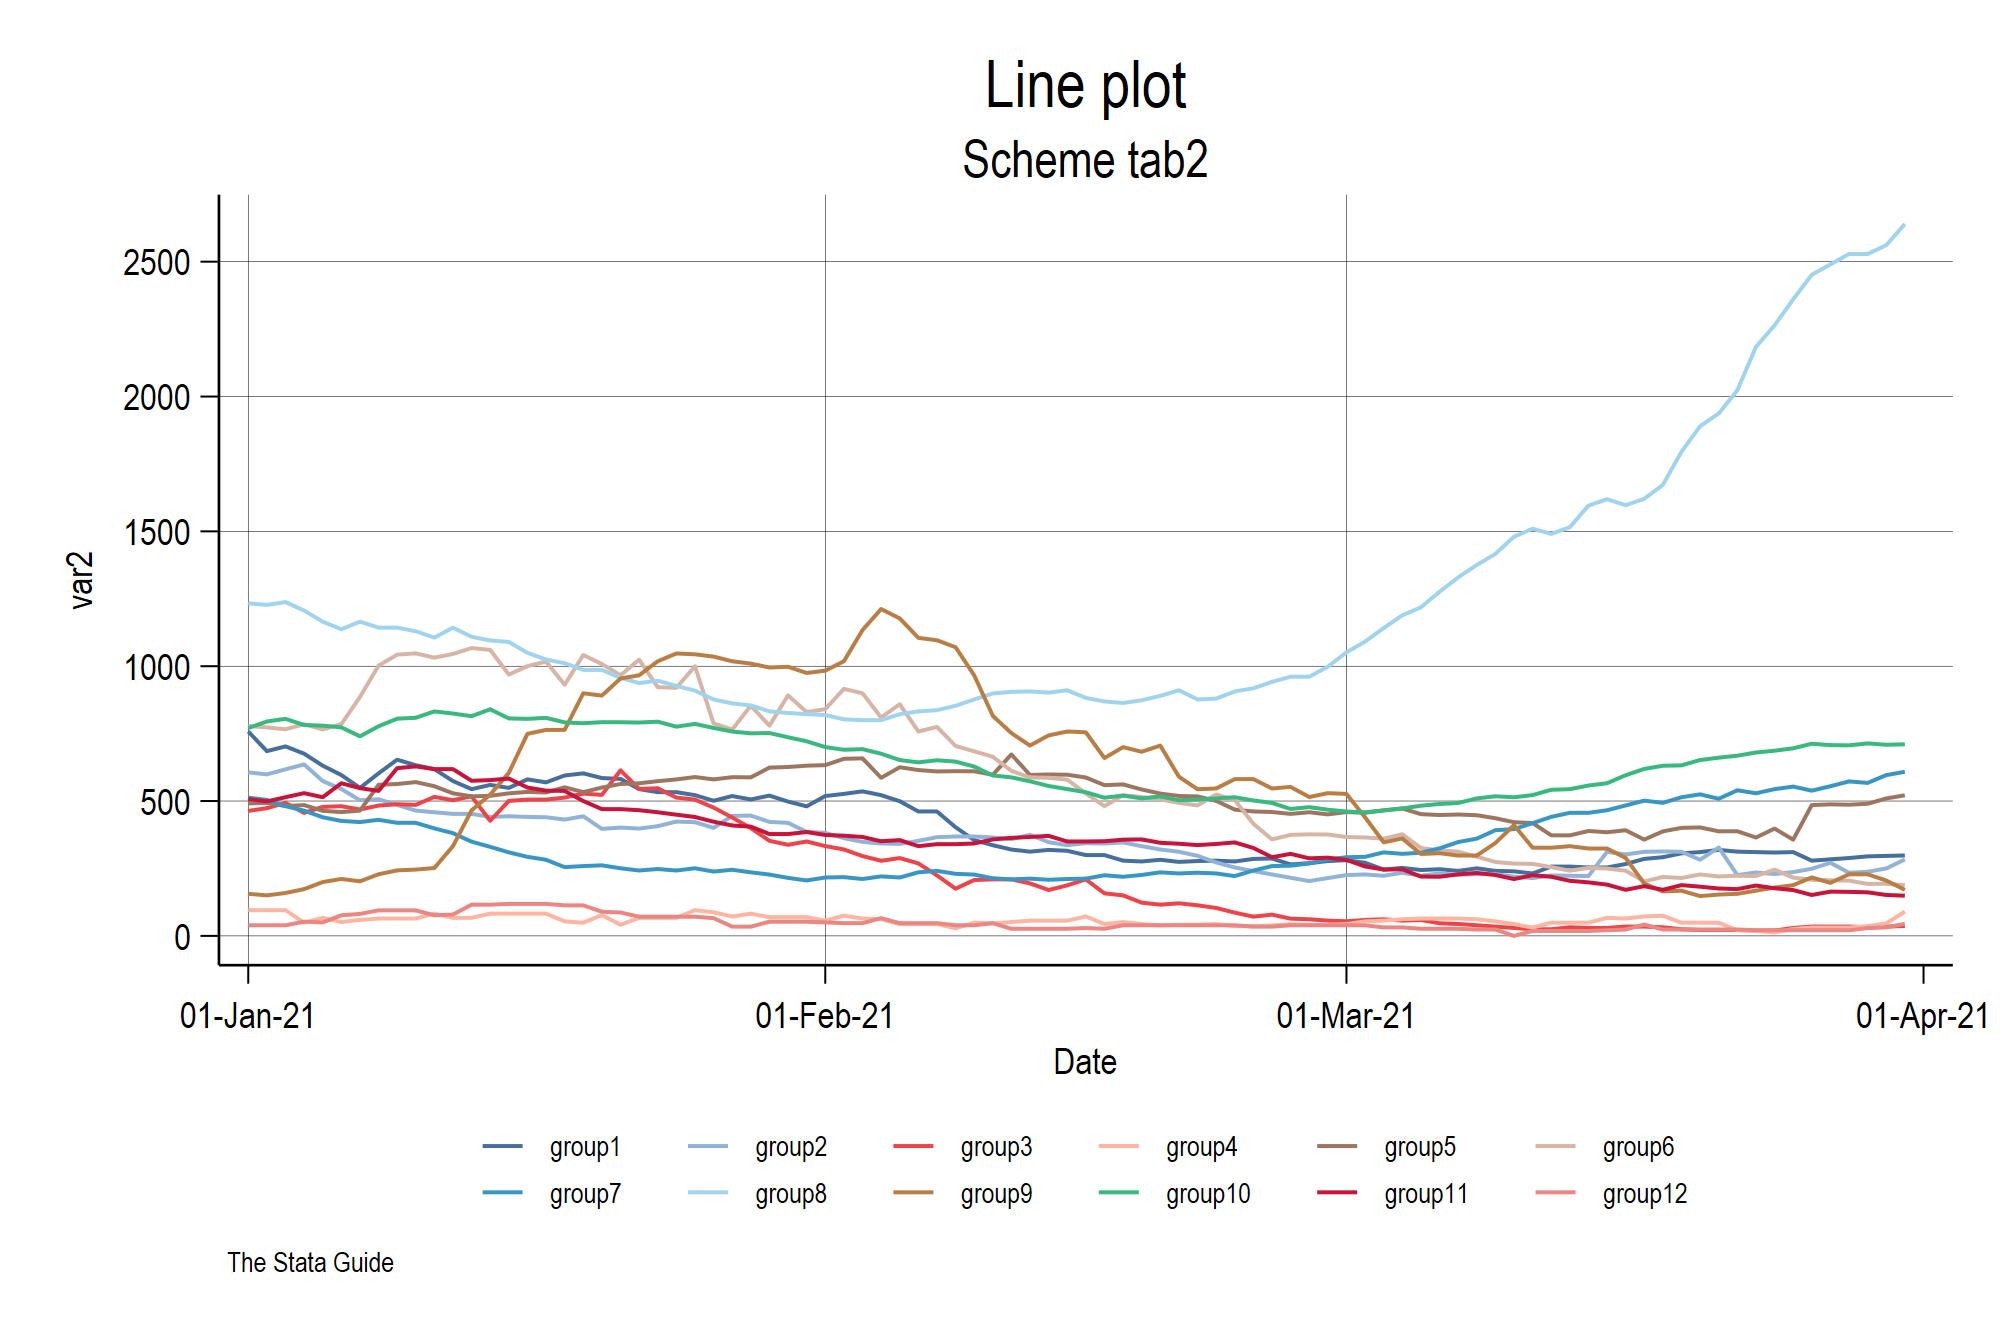 Line plot
Scheme tab2
2500
2000
1500
1000
500
0
var2
01-Jan-21 01-Feb-21 01-Mar-21 01-Apr-21
Date
group1 group2 group3 group4 group5 group6
group7 group8 group9 group10 group11 group12
The Stata Guide